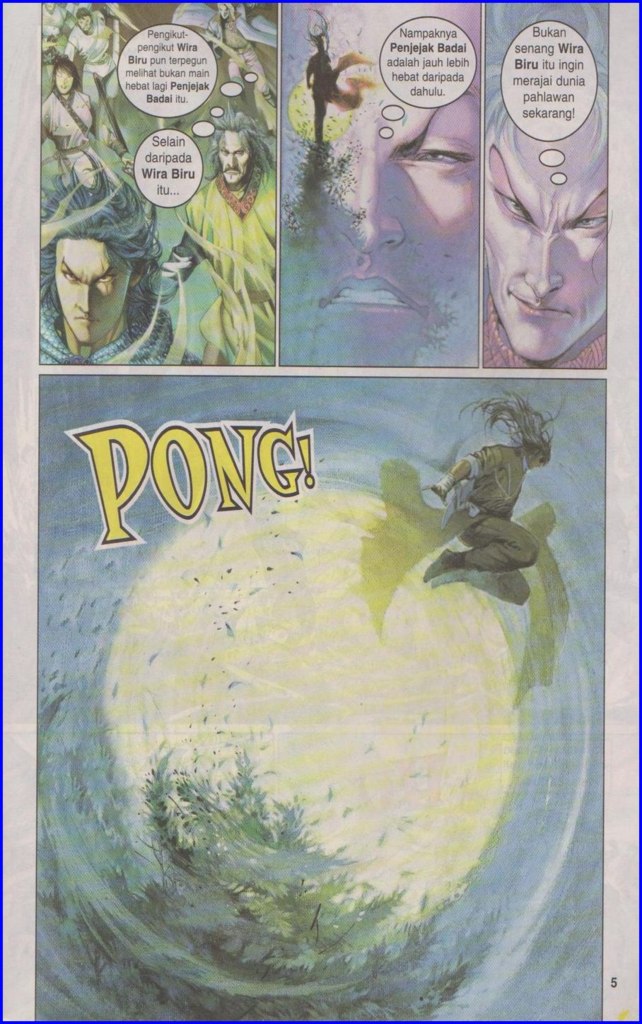 Pengikut-
pengikut Wira
Biru pun terpegun
melihat bukan main
hebat lagi Penjejak
Badai itu.
Selain
daripada
Wira Biru
itu...
Nampaknya
Penjejak Badai
adalah jauh lebih
hebat daripada
dahulu.
Bukan
senang Wira
Biru itu ingin
merajai dunia
pahlawan
sekarang!
PONG!
5